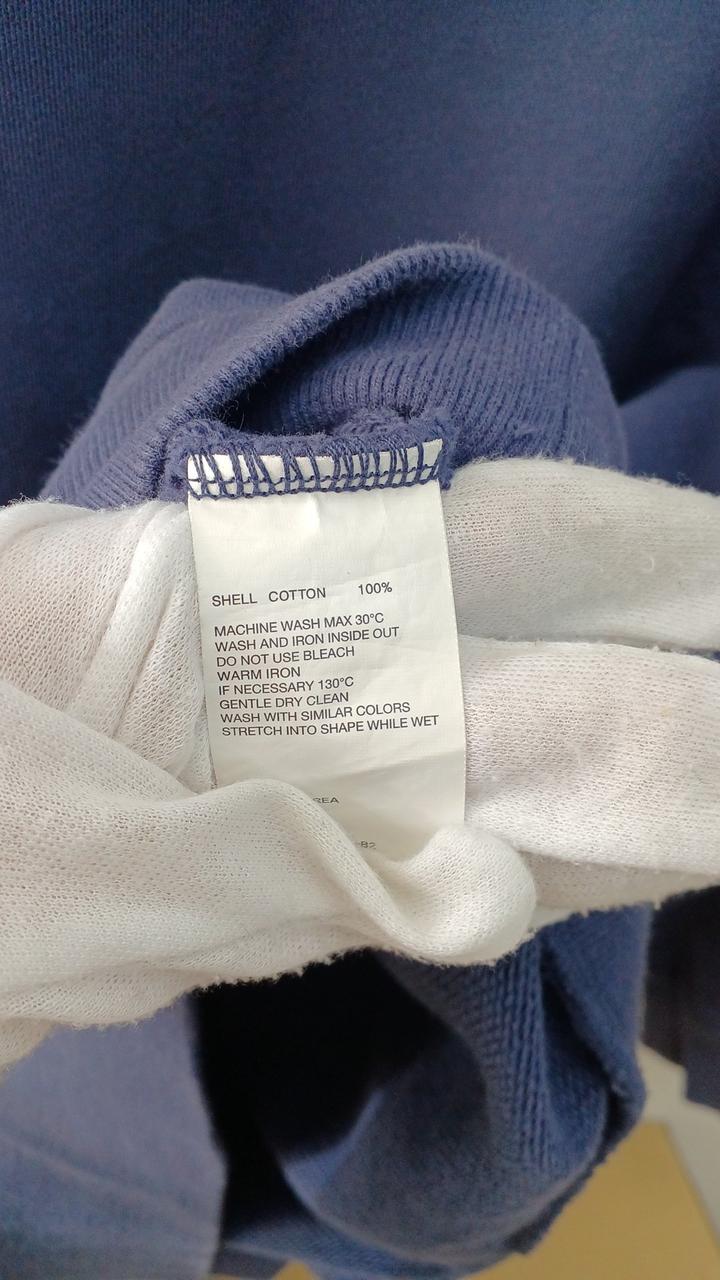 SHELL COTTON 100%
MACHINE WASH MAX 30°C
WASH AND IRON INSIDE OUT
DO NOT USE BLEACH
WARM IRON
IF NECESSARY 130°C
GENTLE DRY CLEAN
WASH WITH SIMILAR COLORS
STRETCH INTO SHAPE WHILE WET